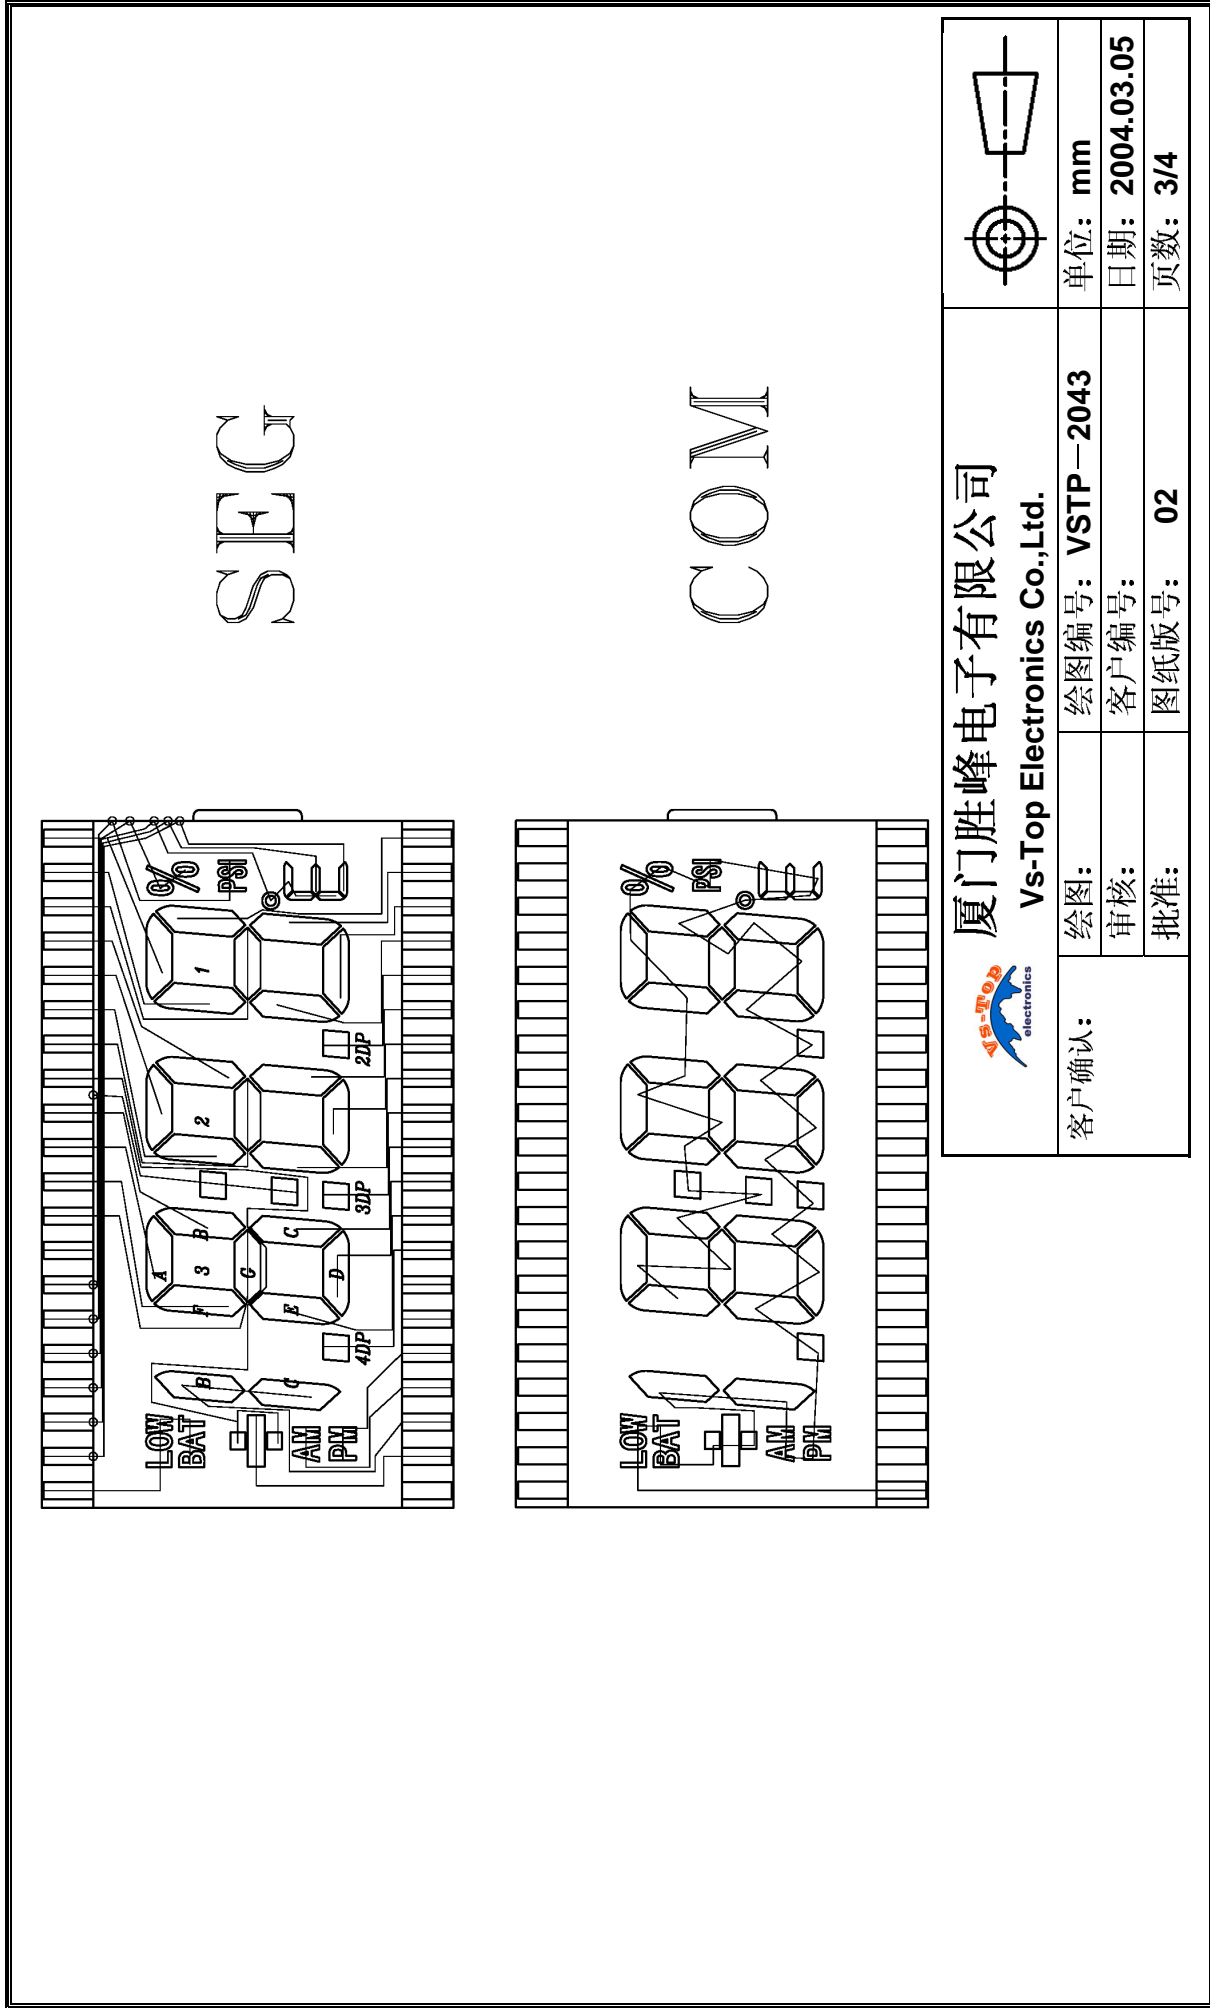 LOW
BAT
%
PSI
A
B
3
F
G
C
E
D
2
1
B
C
AM
PM
4DP
3DP
2DP
SEG
LOW
BAT
%
PSI
AM
PM
COM
Vs-Top
electronics
厦门胜峰电子有限公司
Vs-Top Electronics Co.,Ltd.
客户确认：
绘图：
绘图编号： VSTP—2043
单位： mm
审核：
客户编号：
日期： 2004.03.05
批准：
图纸版号： 02
页数： 3/4